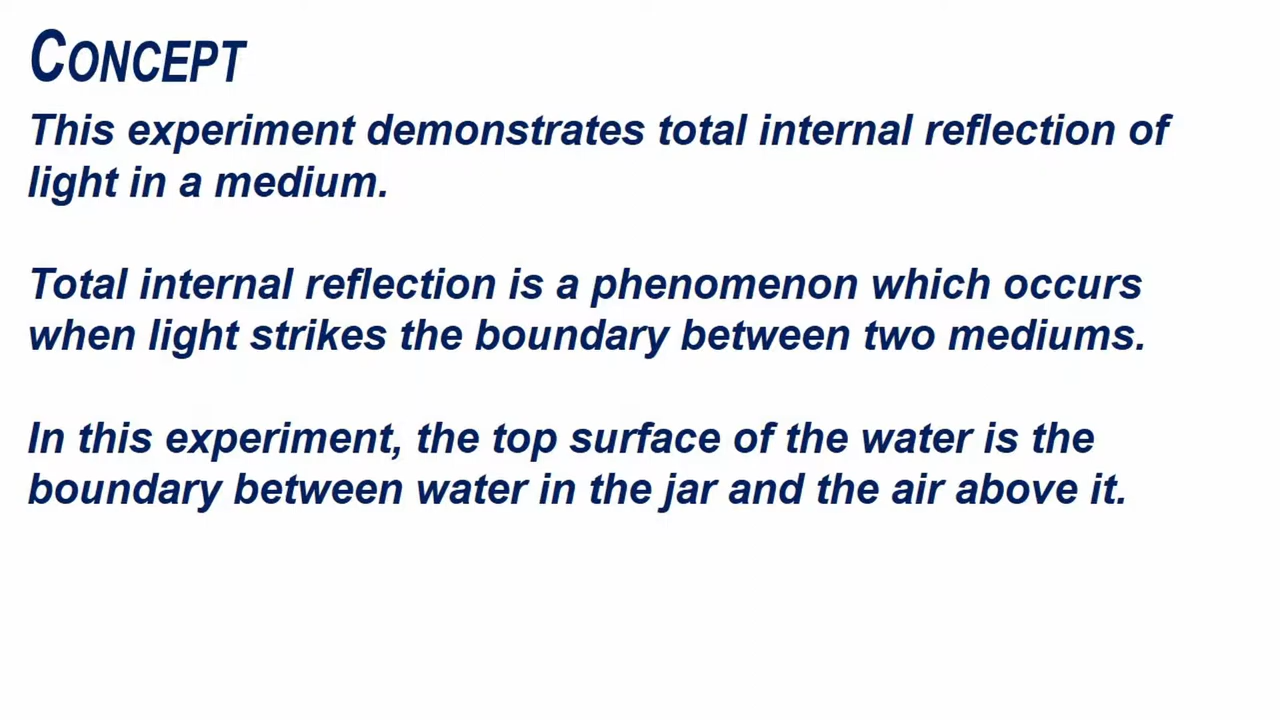 CONCEPT
This experiment demonstrates total internal reflection of
light in a medium.
Total internal reflection is a phenomenon which occurs
when light strikes the boundary between two mediums.
In this experiment, the top surface of the water is the
boundary between water in the jar and the air above it.